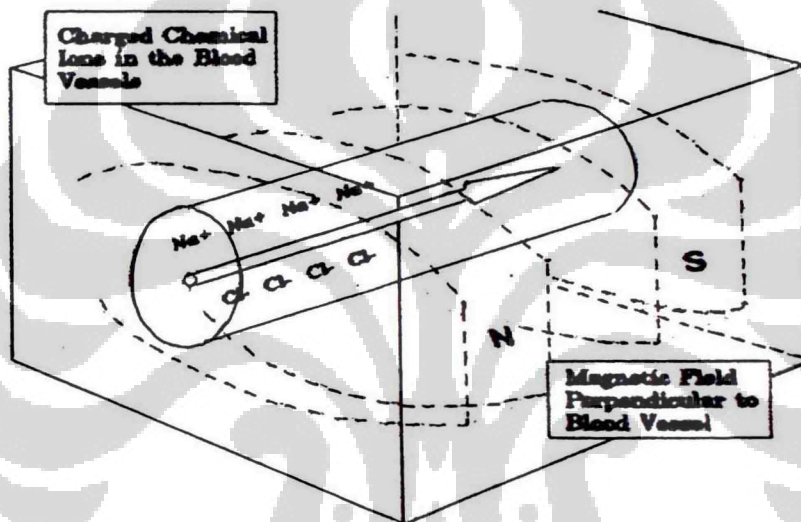 Charged Chemical
Ions in the Blood
Vessels
Na+ Na+ Na+ Na+
Cl- Cl- Cl- Cl-
S
N
Magnetic Field
Perpendicular to
Blood Vessel